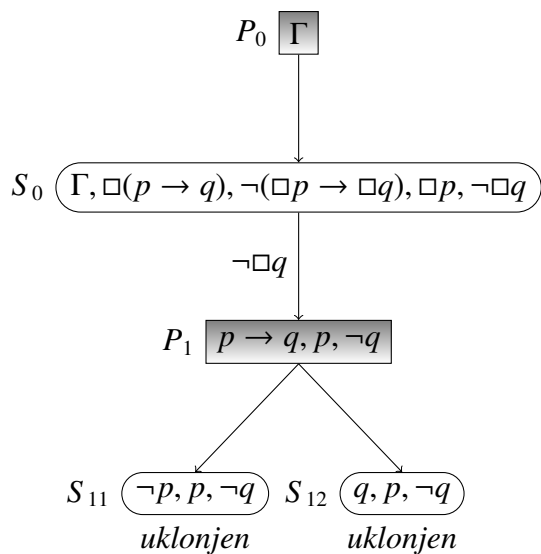 P₀ Γ
S₀ Γ, □(p → q), ¬(□p → □q), □p, ¬□q
¬□q
P₁ p → q, p, ¬q
S₁₁ ¬p, p, ¬q S₁₂ q, p, ¬q
uklonjen uklonjen